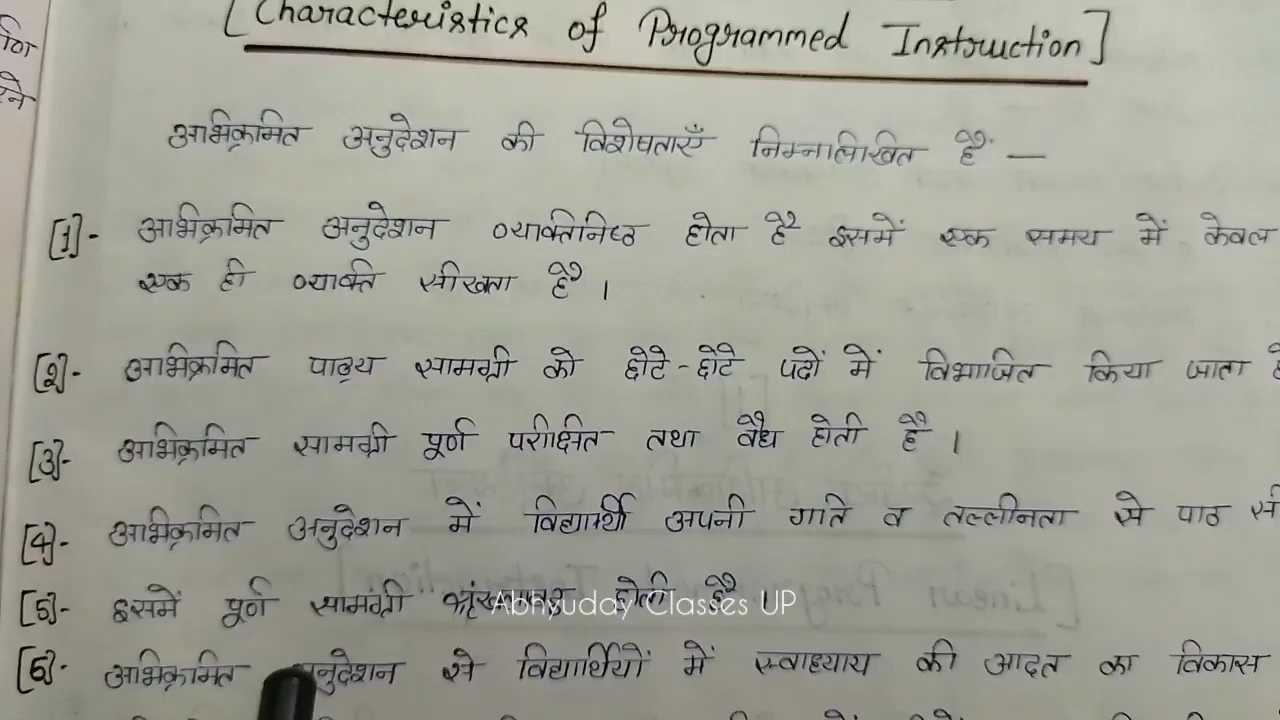 [Characteristics of Programmed Instruction]
णि
रने
अभिक्रमित अनुदेशन की विशेषताएँ निम्नलिखित हैं —
[1]- अभिक्रमित अनुदेशन व्यक्तिनिष्ठ होता है इसमें एक समय में केवल
एक ही व्यक्ति सीखता है ।
[2]- अभिक्रमित पाठ्य सामग्री को छोटे-छोटे पदों में विभाजित किया जाता
[3]- अभिक्रमित सामग्री पूर्ण परीक्षित तथा वैध होती है ।
[4]- अभिक्रमित अनुदेशन में विद्यार्थी अपनी गति व तल्लीनता से पाठ
[5]- इसमें पूर्ण सामग्री होती है ।
Abhyuday Classes UP
[6]- अभिक्रमित अनुदेशन से विद्यार्थियों में स्वाध्याय की आदत का विकास